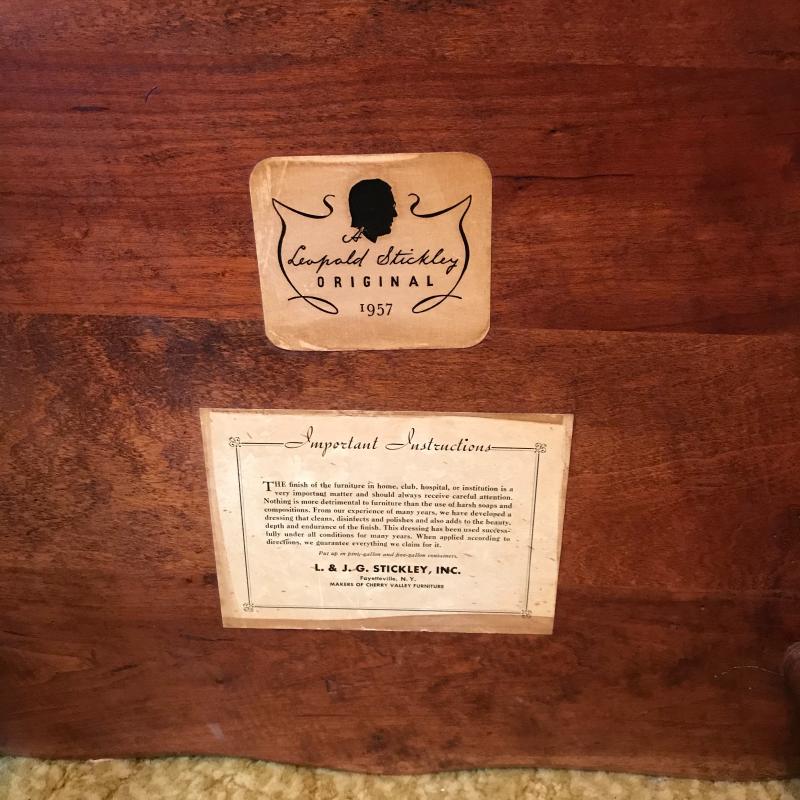 A
Leopold Stickley
ORIGINAL
1957
Important Instructions
THE finish of the furniture in home, club, hospital, or institution is a
very important matter and should always receive careful attention.
Nothing is more detrimental to furniture than the use of harsh soaps and
compositions. From our experience of many years, we have developed a
dressing that cleans, disinfects and polishes and also adds to the beauty,
depth and endurance of the finish. This dressing has been used success-
fully under all conditions for many years. When applied according to
directions, we guarantee everything we claim for it.
Put up in pint, gallon and five-gallon containers.
L. & J. G. STICKLEY, INC.
Fayetteville, N. Y.
MAKERS OF CHERRY VALLEY FURNITURE